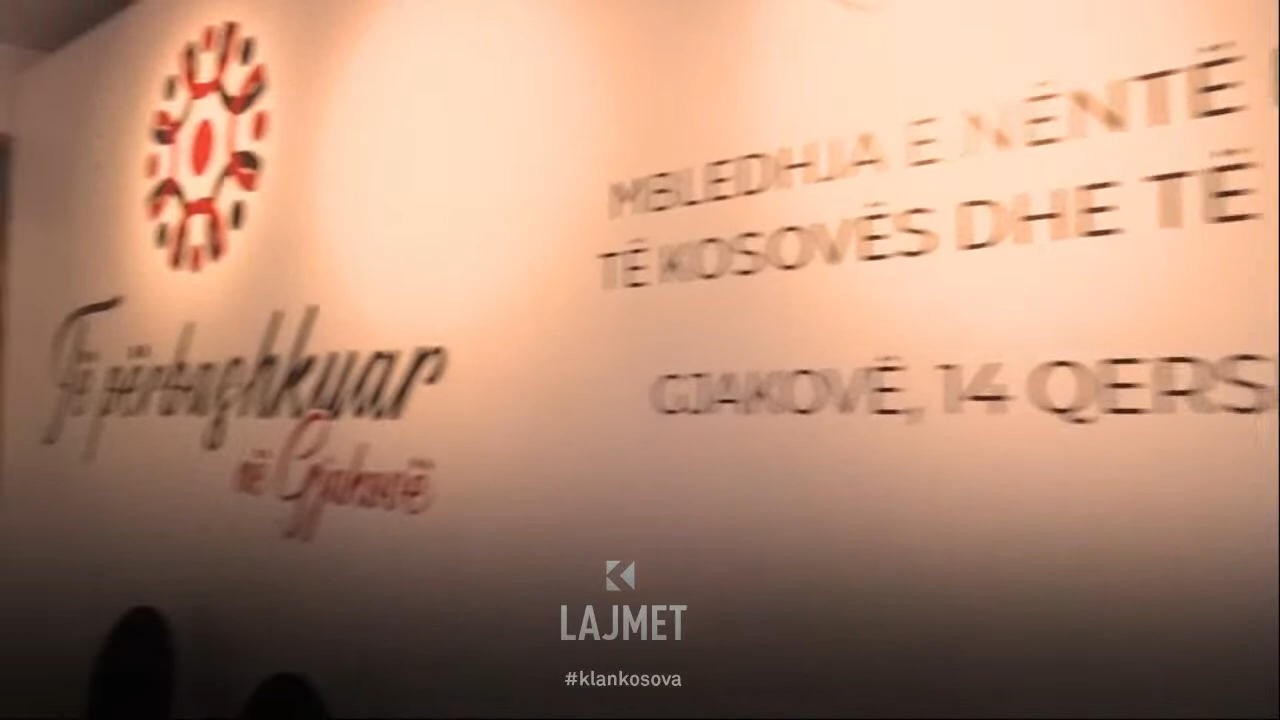 Të përbashkuar
në Gjakovë
MBLEDHJA E NËNTË
TË KOSOVËS DHE TË
GJAKOVË, 14 QERS
LAJMET
#klankosova